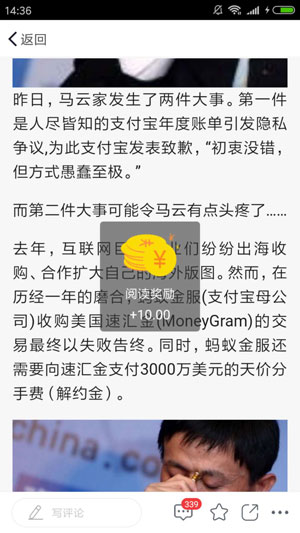 14:36
返回
昨日，马云家发生了两件大事。第一件
是人尽皆知的支付宝年度账单引发隐私
争议,为此支付宝发表致歉，“初衷没错，
但方式愚蠢至极。”
而第二件大事可能令马云有点头疼了……
去年，互联网
业们纷纷出海收
购、合作扩大自己的
外版图。然而，在
历经一年的磨合，蚂蚁金服(支付宝母公
司)收购美国速汇金(MoneyGram)的交
易最终以失败告终。同时，蚂蚁金服还
需要向速汇金支付3000万美元的天价分
手费（解约金）。
阅读奖励
+10.00
china.com
写评论
339